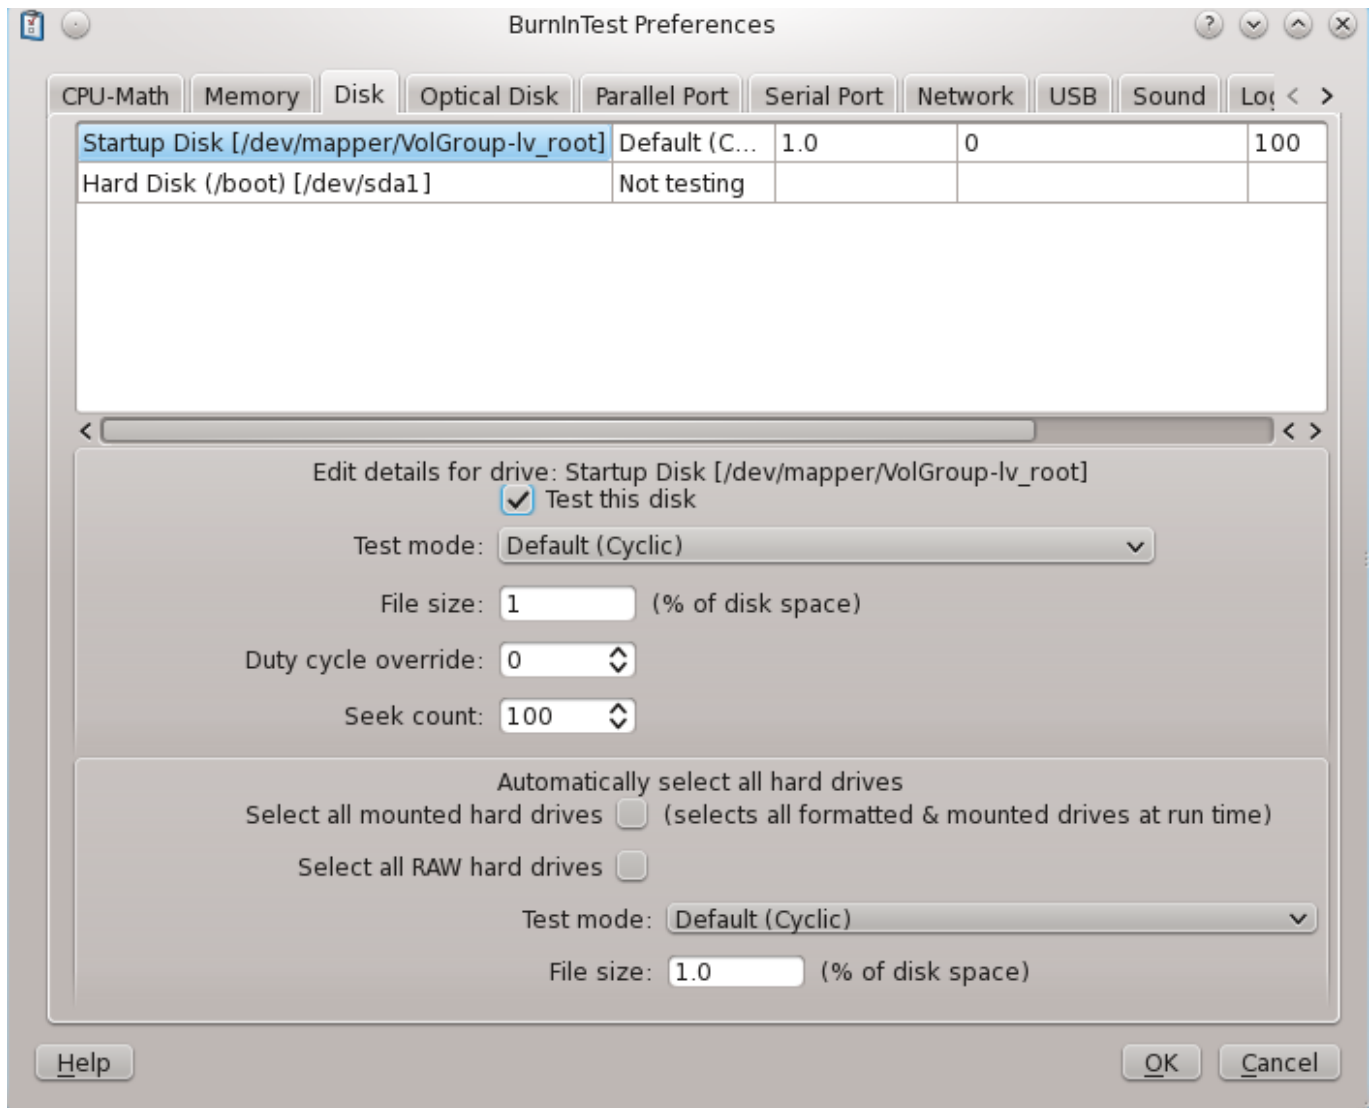 BurnInTest Preferences
CPU-Math Memory Disk Optical Disk Parallel Port Serial Port Network USB Sound Log
Startup Disk [/dev/mapper/VolGroup-lv_root] Default (C... 1.0 0 100
Hard Disk (/boot) [/dev/sda1] Not testing
Edit details for drive: Startup Disk [/dev/mapper/VolGroup-lv_root]
Test this disk
Test mode: Default (Cyclic)
File size: 1 (% of disk space)
Duty cycle override: 0
Seek count: 100
Automatically select all hard drives
Select all mounted hard drives (selects all formatted & mounted drives at run time)
Select all RAW hard drives
Test mode: Default (Cyclic)
File size: 1.0 (% of disk space)
Help OK Cancel